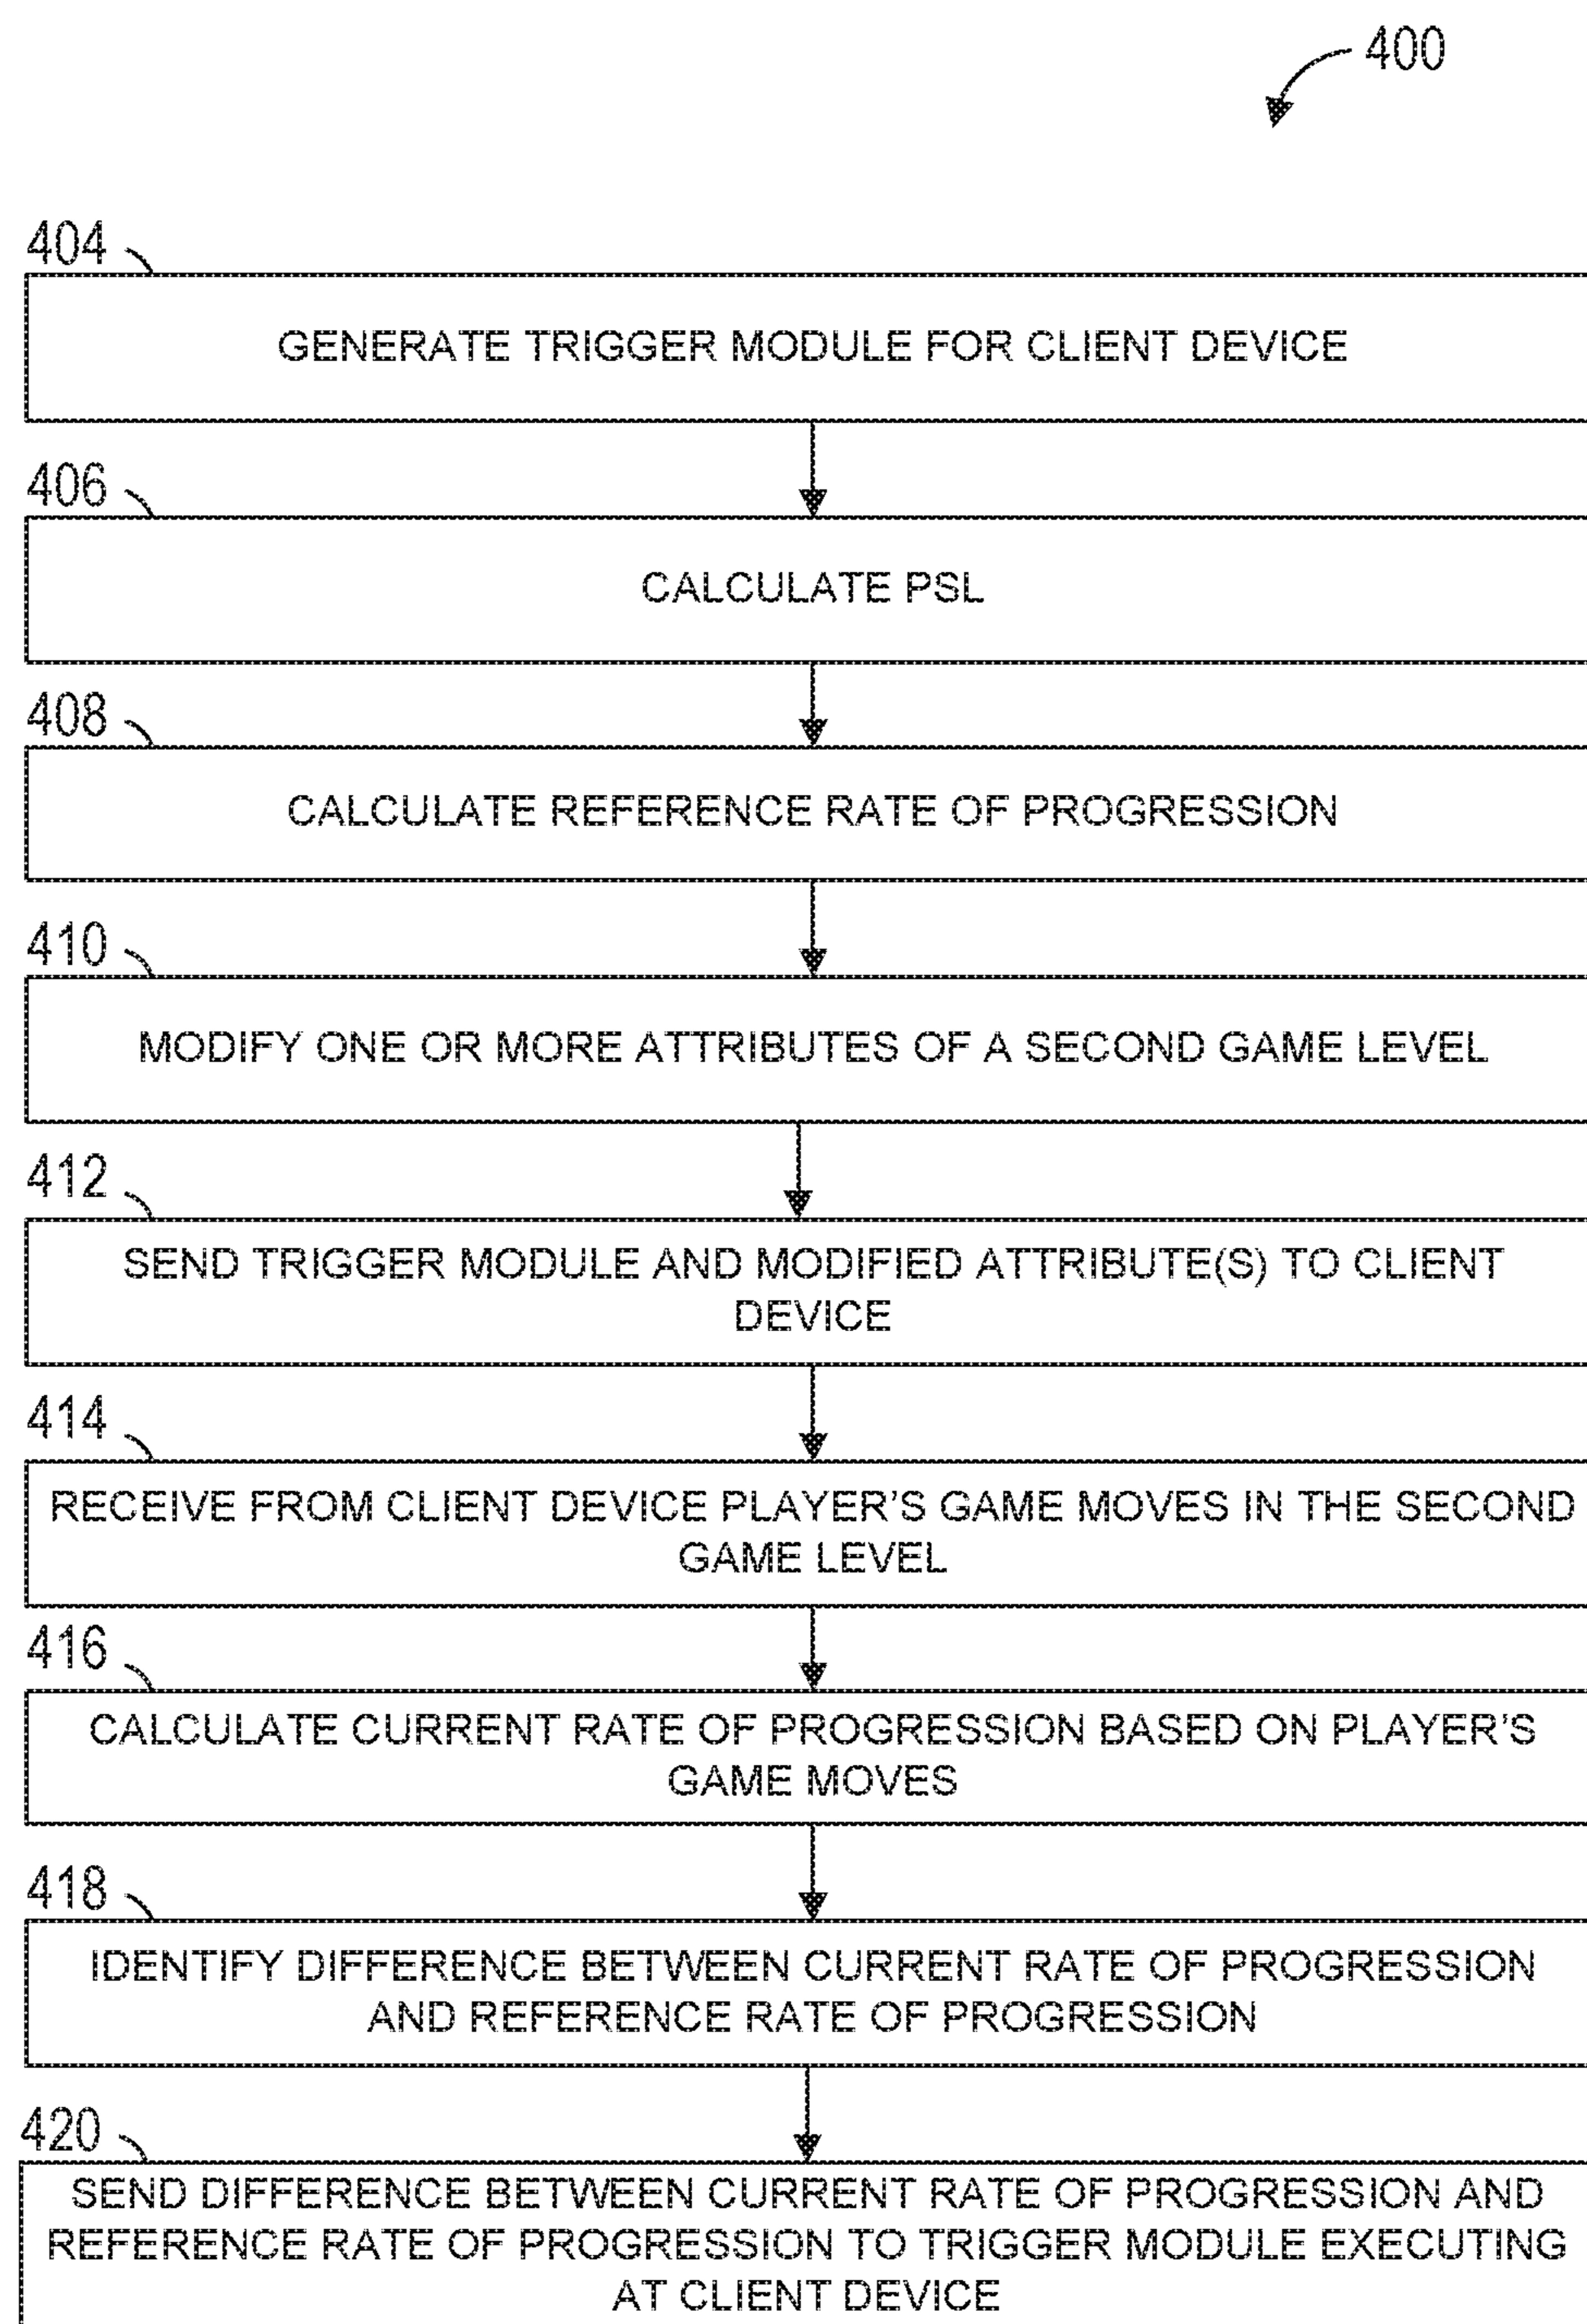 400
404
GENERATE TRIGGER MODULE FOR CLIENT DEVICE
406
CALCULATE PSL
408
CALCULATE REFERENCE RATE OF PROGRESSION
410
MODIFY ONE OR MORE ATTRIBUTES OF A SECOND GAME LEVEL
412
SEND TRIGGER MODULE AND MODIFIED ATTRIBUTE(S) TO CLIENT
DEVICE
414
RECEIVE FROM CLIENT DEVICE PLAYER'S GAME MOVES IN THE SECOND
GAME LEVEL
416
CALCULATE CURRENT RATE OF PROGRESSION BASED ON PLAYER'S
GAME MOVES
418
IDENTIFY DIFFERENCE BETWEEN CURRENT RATE OF PROGRESSION
AND REFERENCE RATE OF PROGRESSION
420
SEND DIFFERENCE BETWEEN CURRENT RATE OF PROGRESSION AND
REFERENCE RATE OF PROGRESSION TO TRIGGER MODULE EXECUTING
AT CLIENT DEVICE